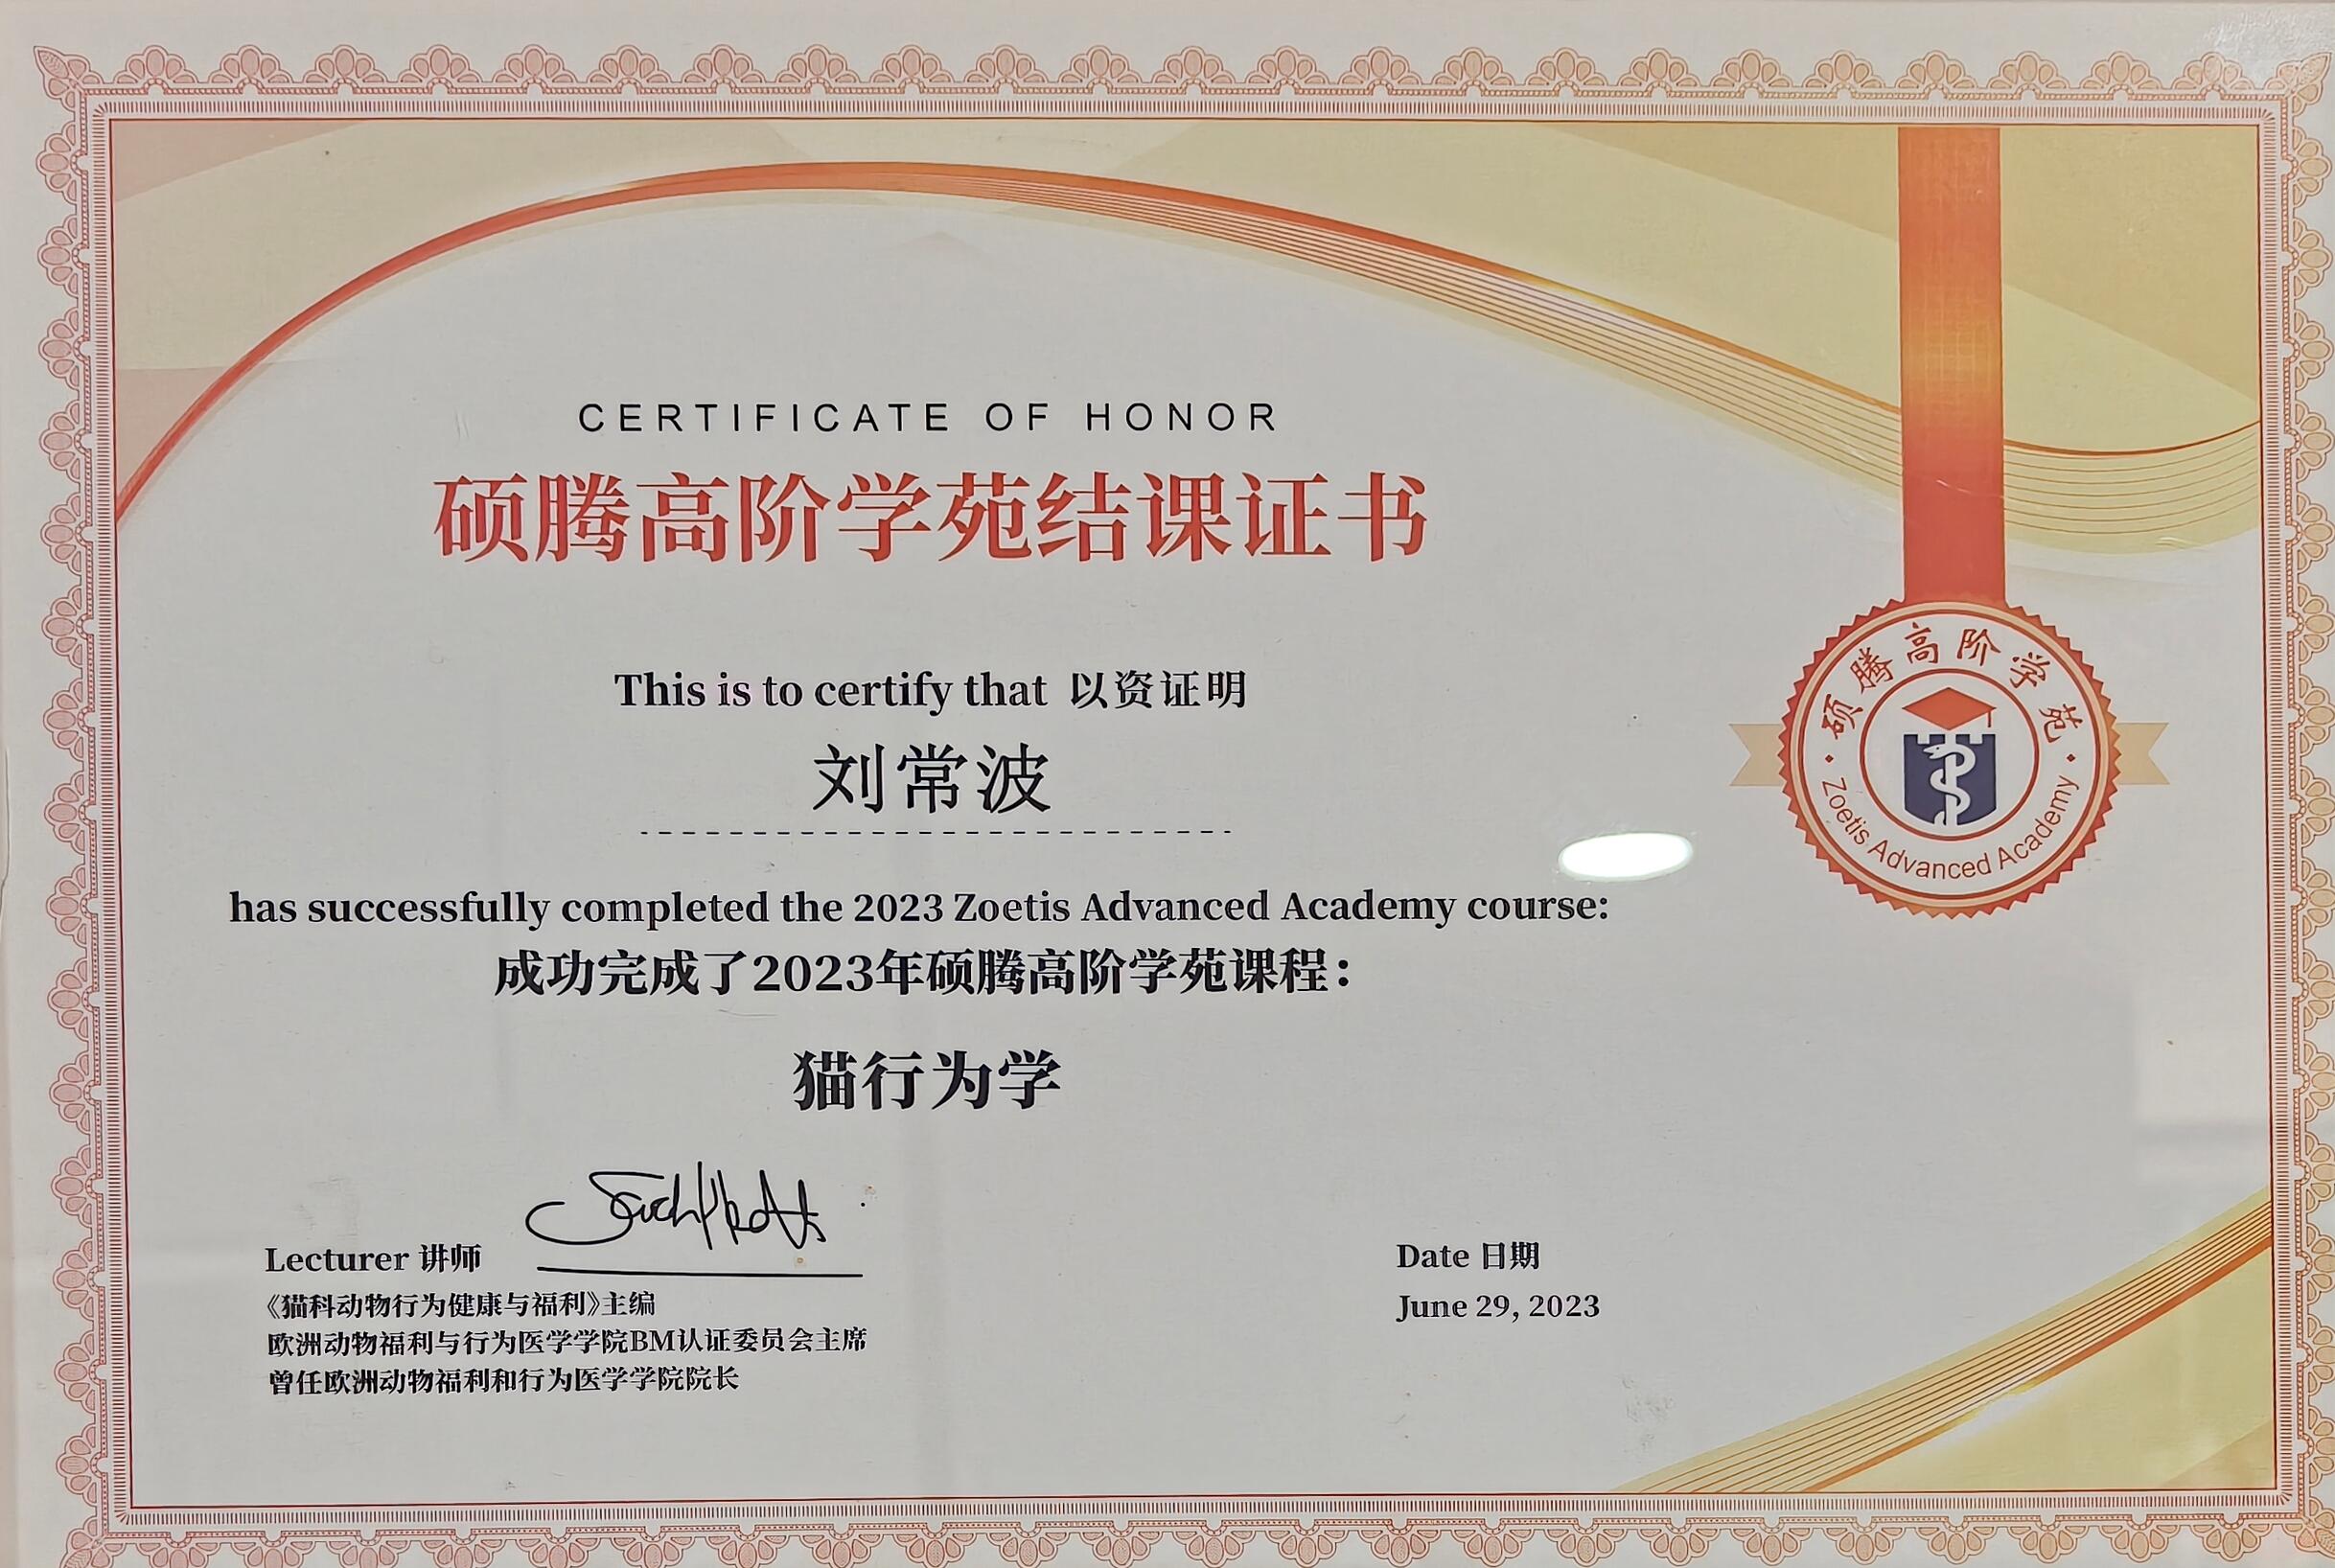 CERTIFICATE OF HONOR
硕腾高阶学苑结课证书
This is to certify that 以资证明
刘常波
has successfully completed the 2023 Zoetis Advanced Academy course:
成功完成了2023年硕腾高阶学苑课程：
猫行为学
Lecturer 讲师
《猫科动物行为健康与福利》主编
欧洲动物福利与行为医学学院BM认证委员会主席
曾任欧洲动物福利和行为医学学院院长
Date 日期
June 29, 2023
·硕腾高阶学苑·
Zoetis Advanced Academy